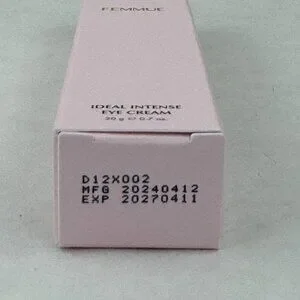 FEMMUE
IDEAL INTENSE
EYE CREAM
20 g ℮ 0.7 oz.
D12X002
MFG 20240412
EXP 20270411